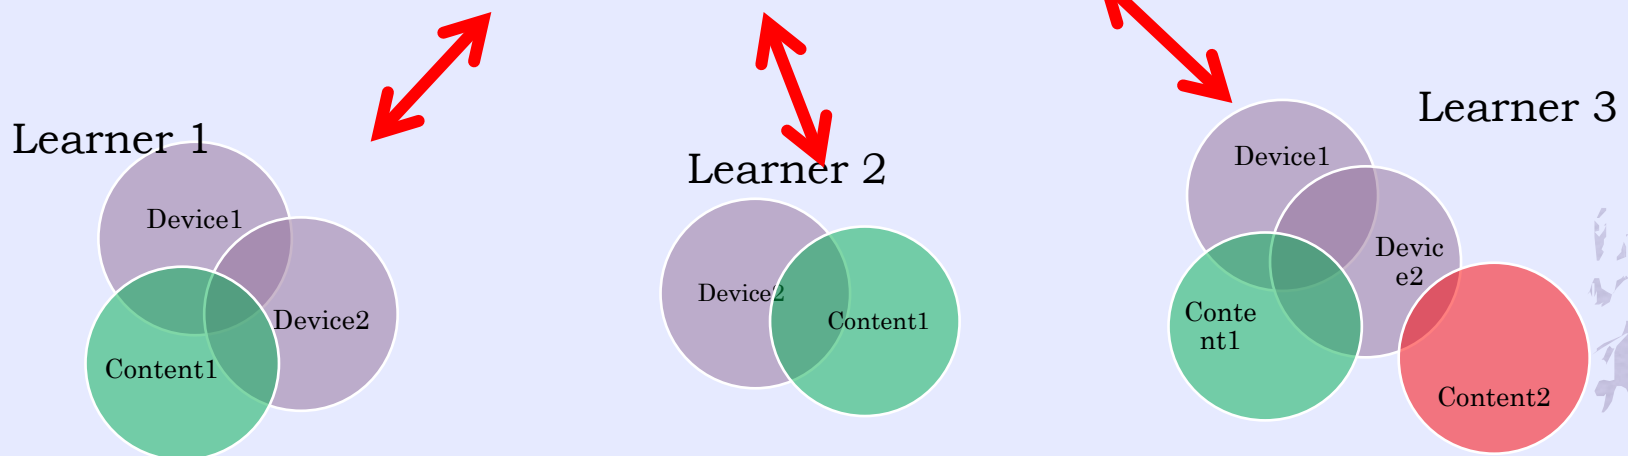 Learner 1
Device1
Device2
Content1
Learner 2
Device2
Content1
Learner 3
Device1
Devic
e2
Conte
nt1
Content2